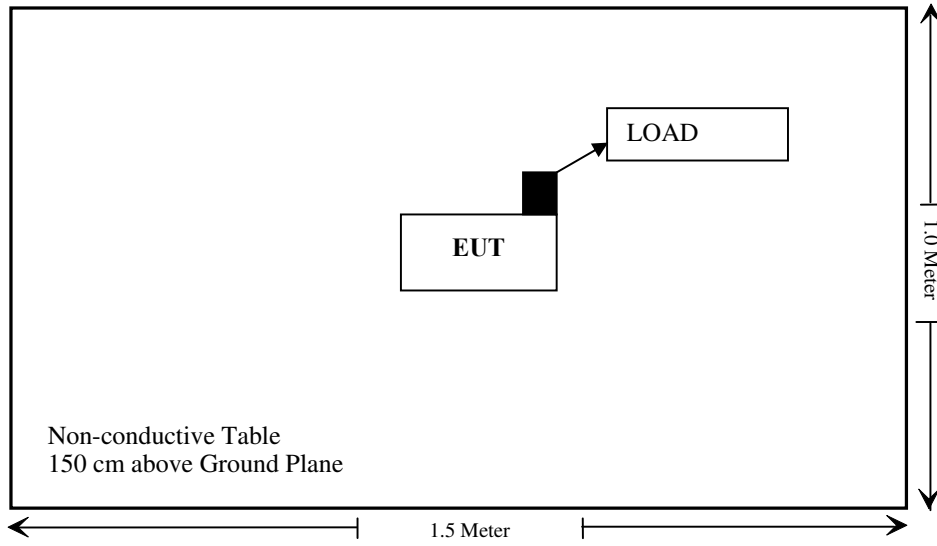 LOAD
EUT
1.0 Meter
Non-conductive Table
150 cm above Ground Plane
1.5 Meter